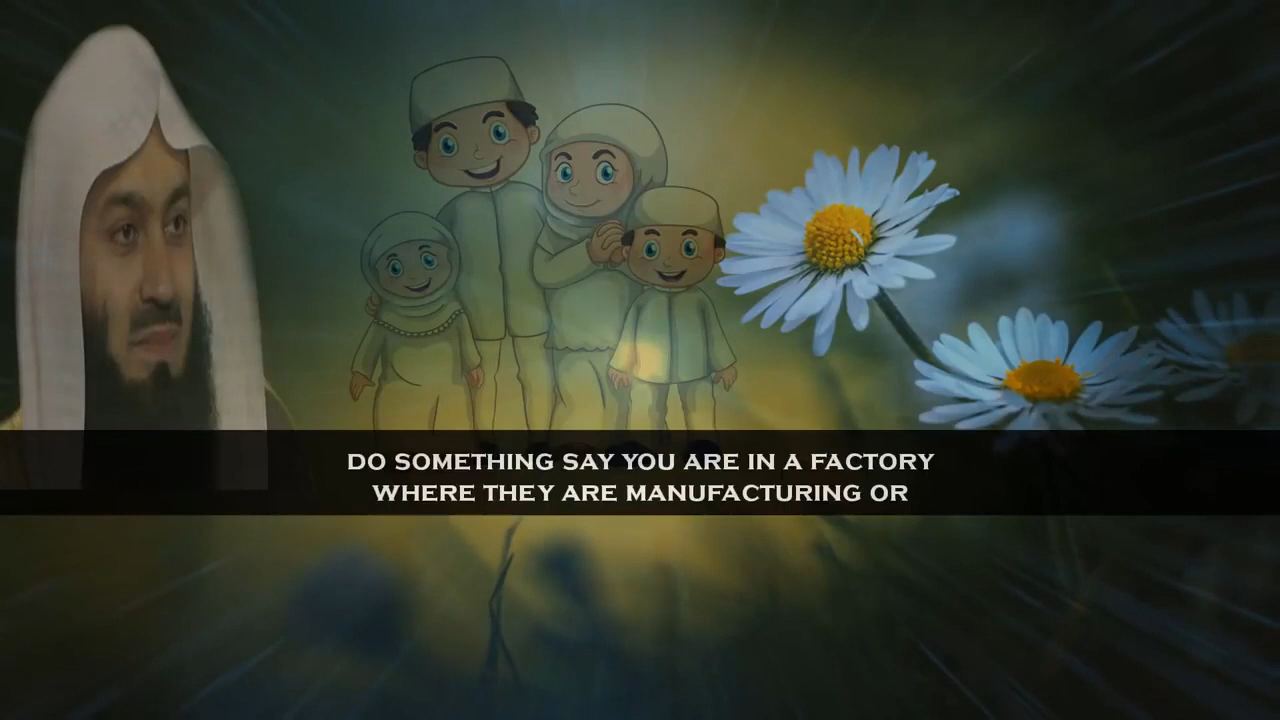 DO SOMETHING SAY YOU ARE IN A FACTORY
WHERE THEY ARE MANUFACTURING OR